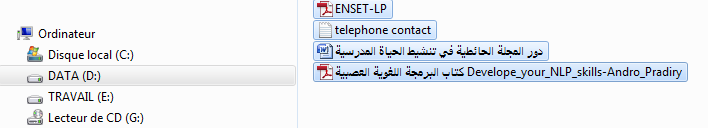 Ordinateur
Disque local (C:)
DATA (D:)
TRAVAIL (E:)
Lecteur de CD (G:)
ENSET-LP
telephone contact
دور المجلة الحائطية في تنشيط الحياة المدرسية
كتاب البرمجة اللغوية العصبية Develope_your_NLP_skills-Andro_Pradiry